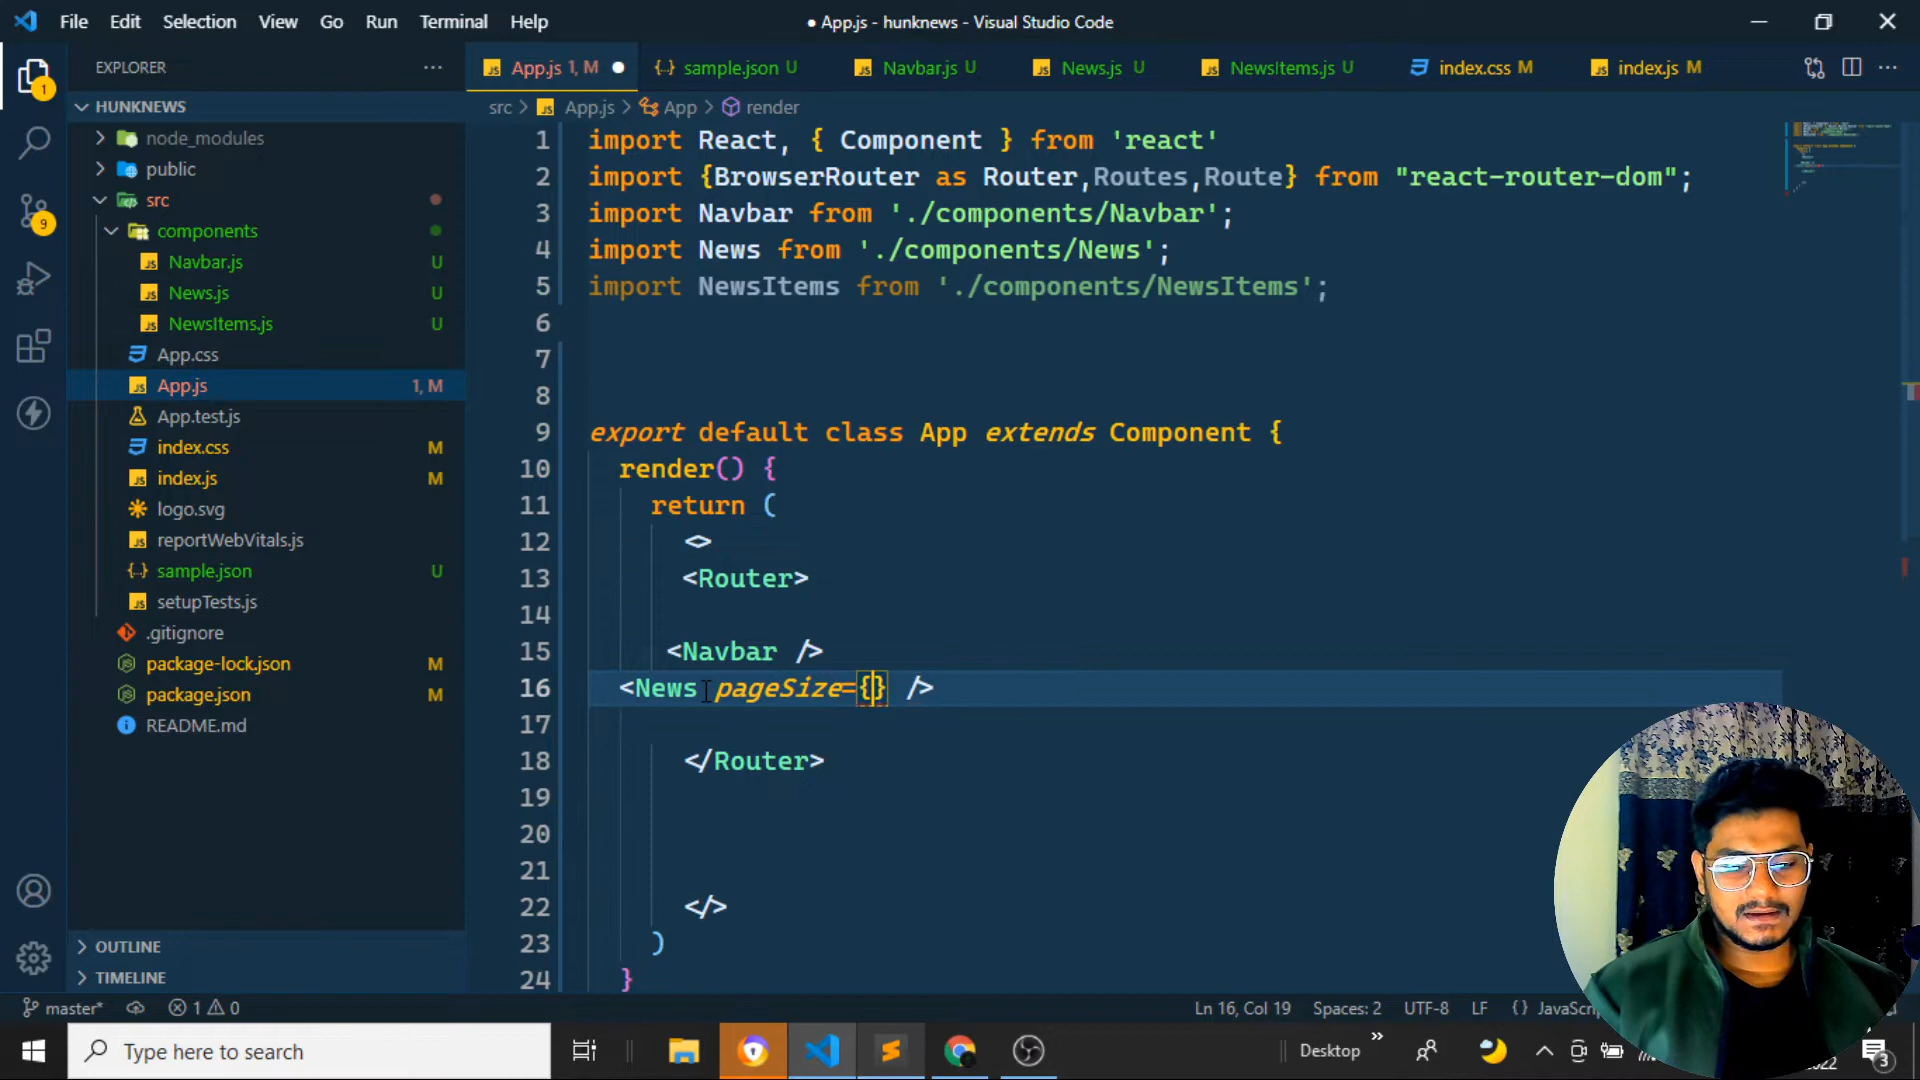 File Edit Selection View Go Run Terminal Help
● App.js - hunknews - Visual Studio Code
EXPLORER
App.js 1, M
sample.json U
Navbar.js U
News.js U
NewsItems.js U
index.css M
index.js M
HUNKNEWS
src > App.js > App > render
node_modules
public
src
components
Navbar.js U
News.js U
NewsItems.js U
App.css
App.js 1, M
App.test.js
index.css M
index.js M
logo.svg
reportWebVitals.js
sample.json U
setupTests.js
.gitignore
package-lock.json M
package.json M
README.md
OUTLINE
TIMELINE
1
9
1 import React, { Component } from 'react'
2 import {BrowserRouter as Router,Routes,Route} from "react-router-dom";
3 import Navbar from './components/Navbar';
4 import News from './components/News';
5 import NewsItems from './components/NewsItems';
6
7
8
9 export default class App extends Component {
10 render() {
11 return (
12 <>
13 <Router>
14
15 <Navbar />
16 <News pageSize={} />
17
18 </Router>
19
20
21
22 </>
23 )
24 }
master* 1 0
Ln 16, Col 19 Spaces: 2 UTF-8 LF {}
Type here to search
Desktop
3